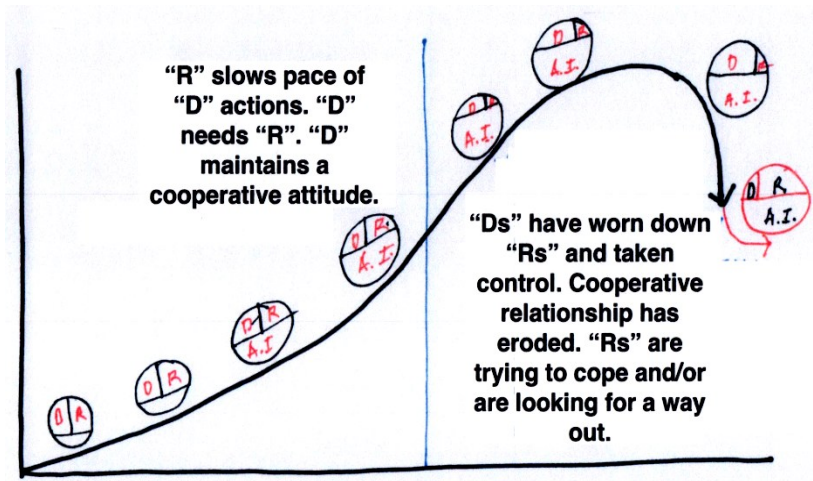 “R” slows pace of
“D” actions. “D”
needs “R”. “D”
maintains a
cooperative attitude.
“Ds” have worn down
“Rs” and taken
control. Cooperative
relationship has
eroded. “Rs” are
trying to cope and/or
are looking for a way
out.
D R
D R
D R
A.I
D R
A. I.
D R
A.I.
D R
A.I.
D R
A.I.
D R
A.I.